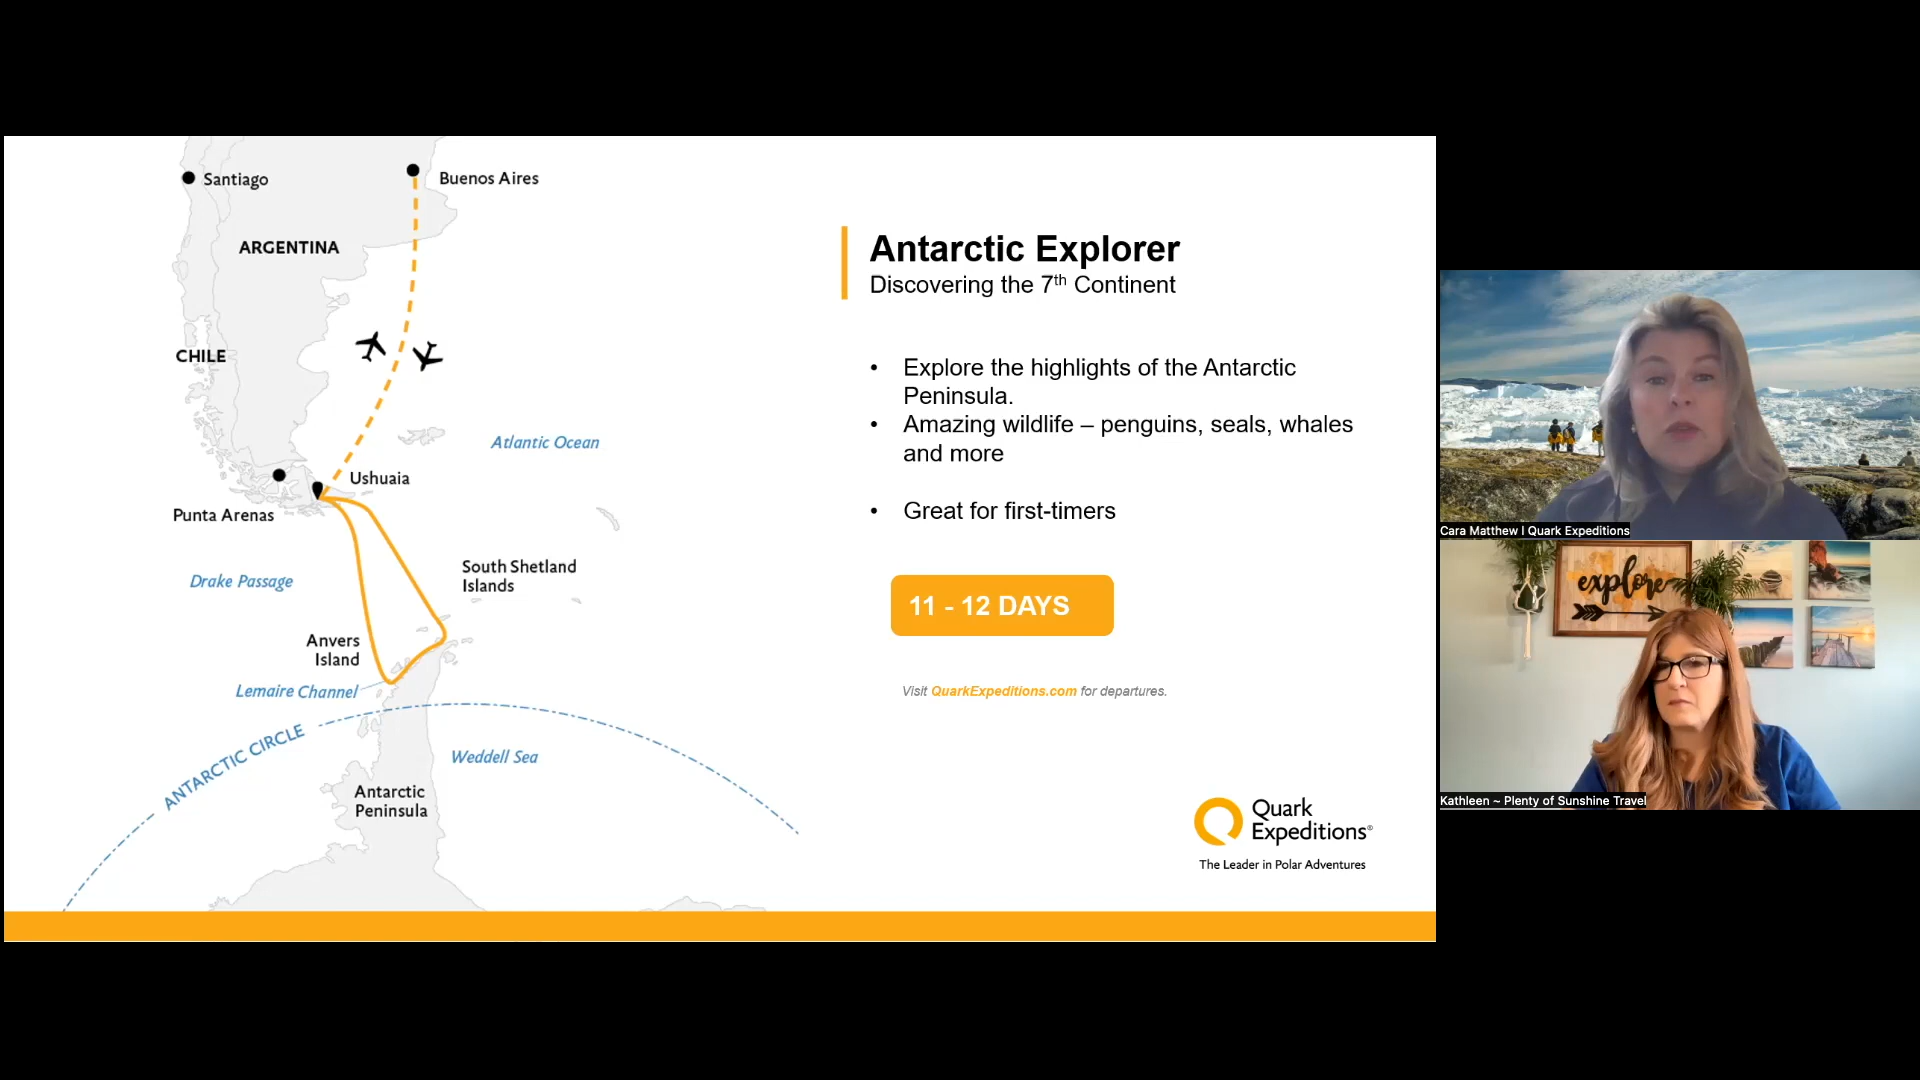 Santiago
Buenos Aires
ARGENTINA
CHILE
Atlantic Ocean
Ushuaia
Punta Arenas
South Shetland
Islands
Drake Passage
Anvers
Island
Lemaire Channel
ANTARCTIC CIRCLE
Weddell Sea
Antarctic
Peninsula
Antarctic Explorer
Discovering the 7th Continent
• Explore the highlights of the Antarctic
Peninsula.
• Amazing wildlife – penguins, seals, whales
and more
• Great for first-timers
11 - 12 DAYS
Visit QuarkExpeditions.com for departures.
Quark
Expeditions®
The Leader in Polar Adventures
Cara Matthew l Quark Expeditions
explore
Kathleen ~ Plenty of Sunshine Travel